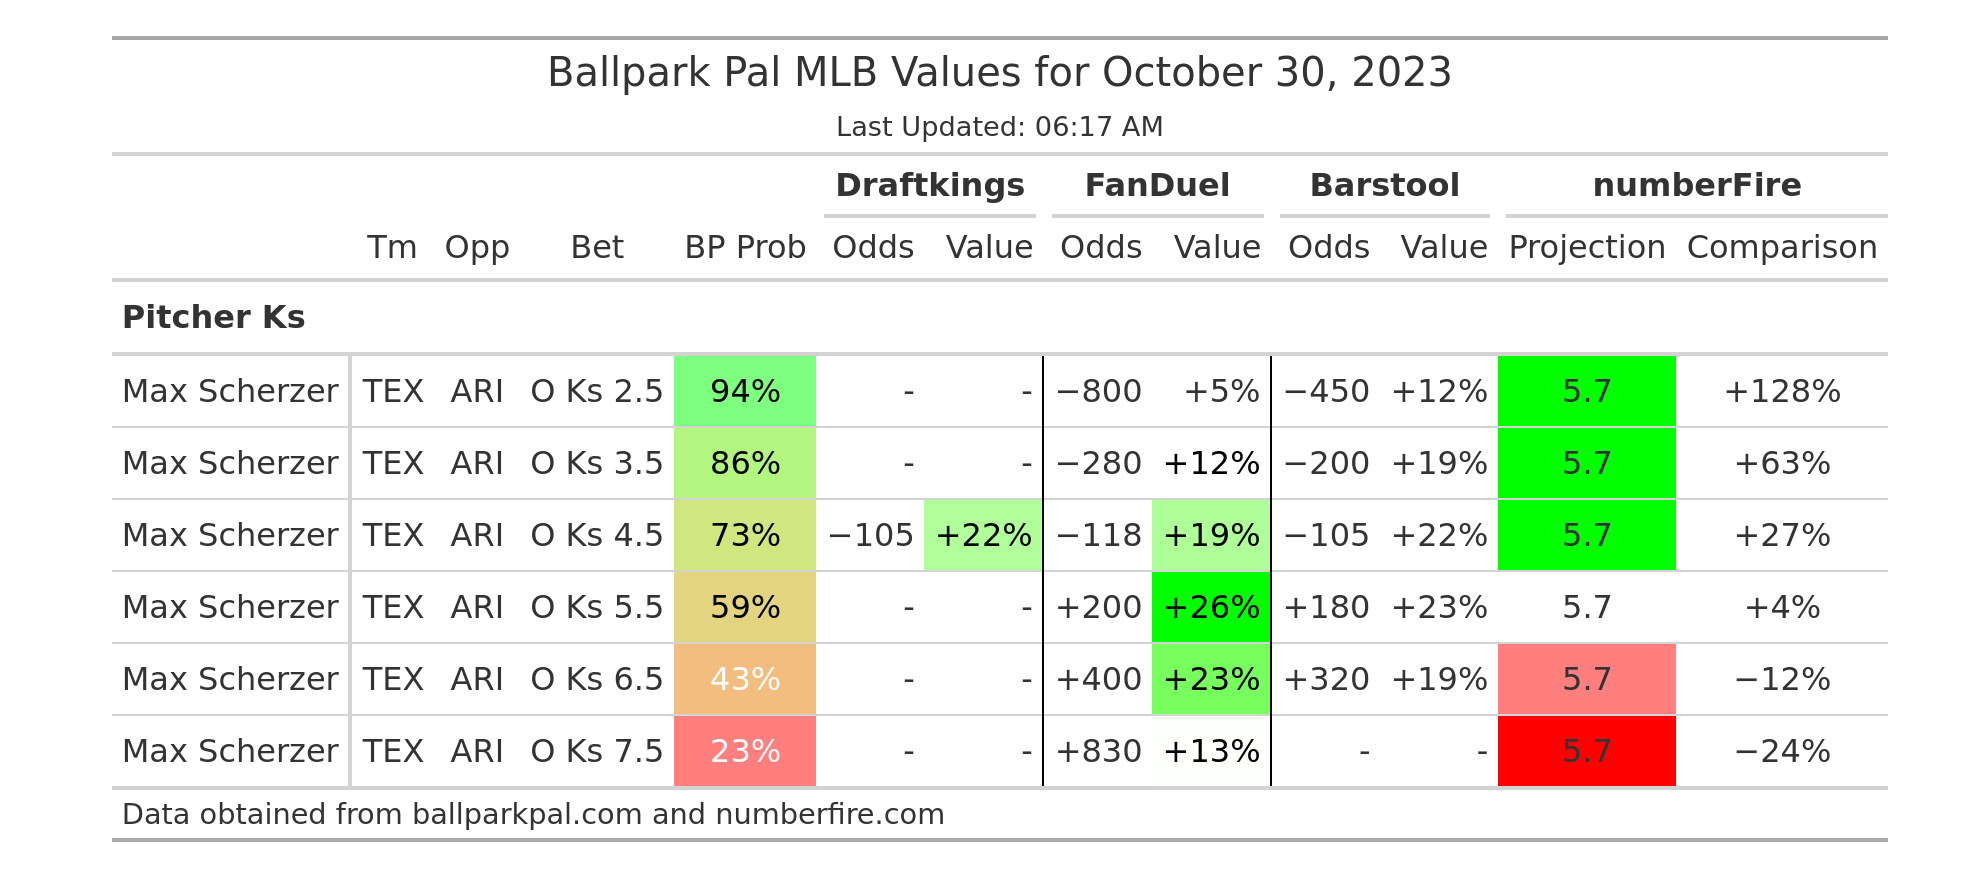 Ballpark Pal MLB Values for October 30, 2023
Last Updated: 06:17 AM
Draftkings FanDuel Barstool numberFire
Tm Opp Bet BP Prob Odds Value Odds Value Odds Value Projection Comparison
Pitcher Ks
Max Scherzer TEX ARI O Ks 2.5 94% - - −800 +5% −450 +12% 5.7 +128%
Max Scherzer TEX ARI O Ks 3.5 86% - - −280 +12% −200 +19% 5.7 +63%
Max Scherzer TEX ARI O Ks 4.5 73% −105 +22% −118 +19% −105 +22% 5.7 +27%
Max Scherzer TEX ARI O Ks 5.5 59% - - +200 +26% +180 +23% 5.7 +4%
Max Scherzer TEX ARI O Ks 6.5 43% - - +400 +23% +320 +19% 5.7 −12%
Max Scherzer TEX ARI O Ks 7.5 23% - - +830 +13% - - 5.7 −24%
Data obtained from ballparkpal.com and numberfire.com